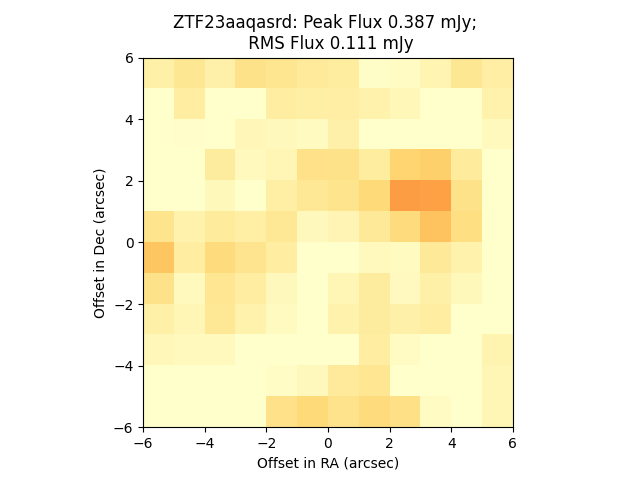 ZTF23aaqasrd: Peak Flux 0.387 mJy;
RMS Flux 0.111 mJy
6
4
2
0
−2
−4
−6
Offset in Dec (arcsec)
−6 −4 −2 0 2 4 6
Offset in RA (arcsec)